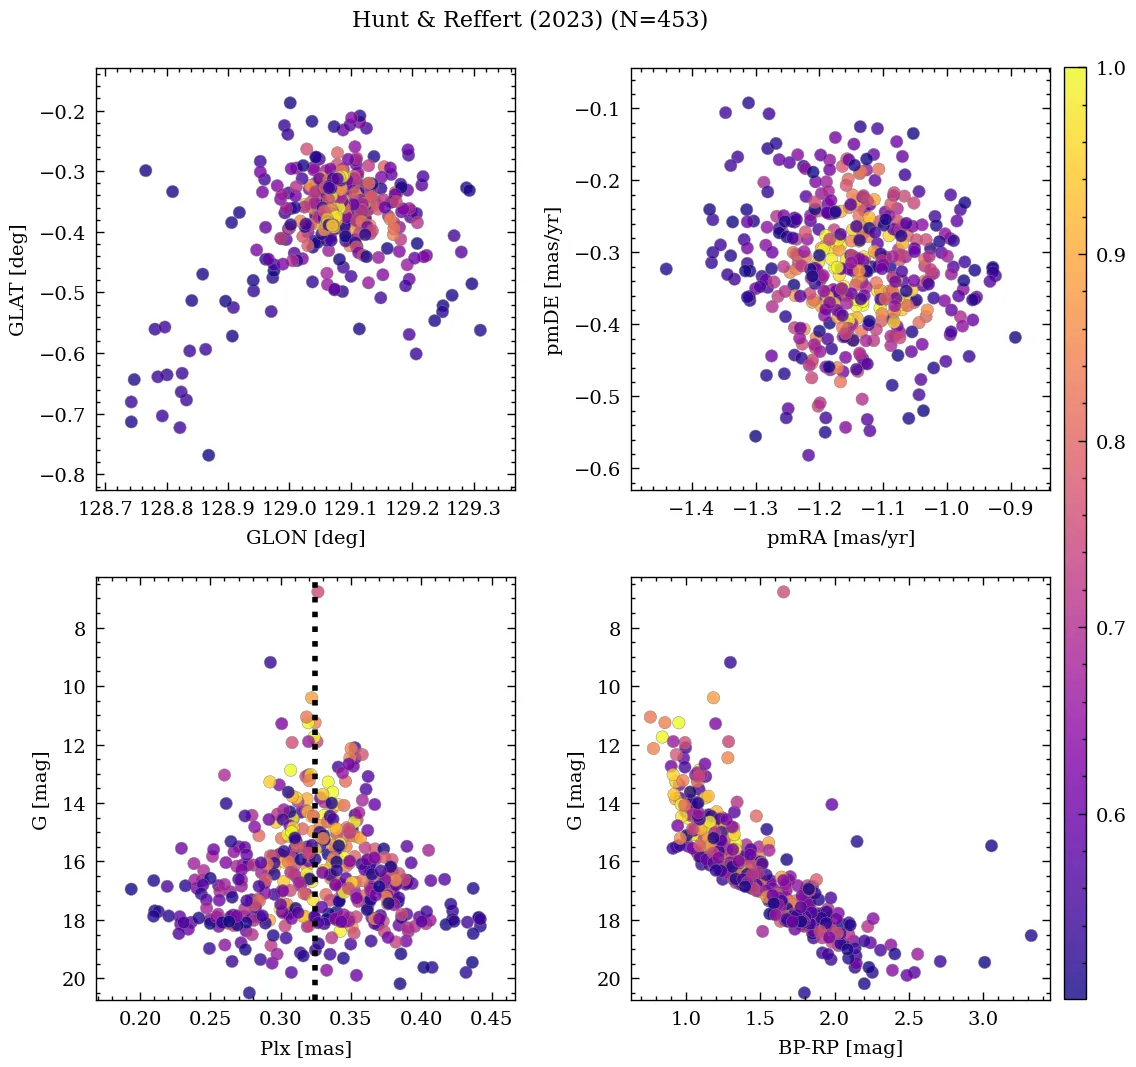 Hunt & Reffert (2023) (N=453)
−0.2
−0.3
−0.4
−0.5
−0.6
−0.7
−0.8
GLAT [deg]
128.7 128.8 128.9 129.0 129.1 129.2 129.3
GLON [deg]
−0.1
−0.2
−0.3
−0.4
−0.5
−0.6
pmDE [mas/yr]
−1.4 −1.3 −1.2 −1.1 −1.0 −0.9
pmRA [mas/yr]
8
10
12
14
16
18
20
G [mag]
0.20 0.25 0.30 0.35 0.40 0.45
Plx [mas]
8
10
12
14
16
18
20
G [mag]
1.0 1.5 2.0 2.5 3.0
BP-RP [mag]
1.0
0.9
0.8
0.7
0.6